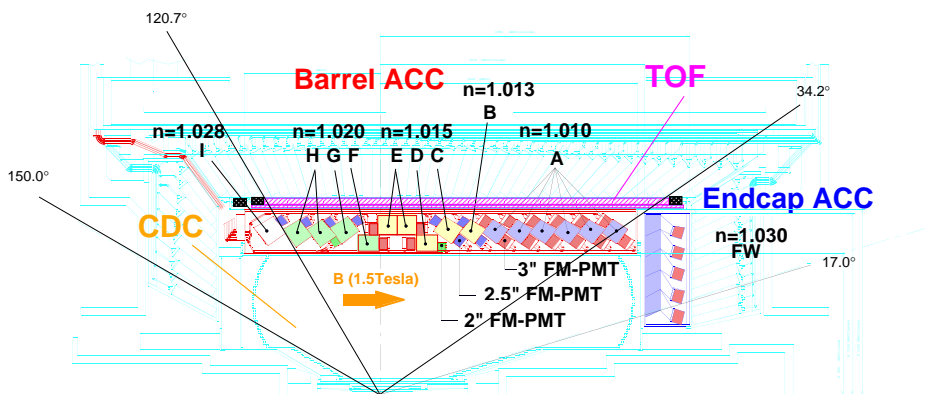 120.7°
Barrel ACC
TOF
n=1.013
B
34.2°
n=1.028
I
n=1.020
H G F
n=1.015
E D C
n=1.010
A
150.0°
CDC
Endcap ACC
n=1.030
FW
17.0°
B (1.5Tesla)
3" FM-PMT
2.5" FM-PMT
2" FM-PMT